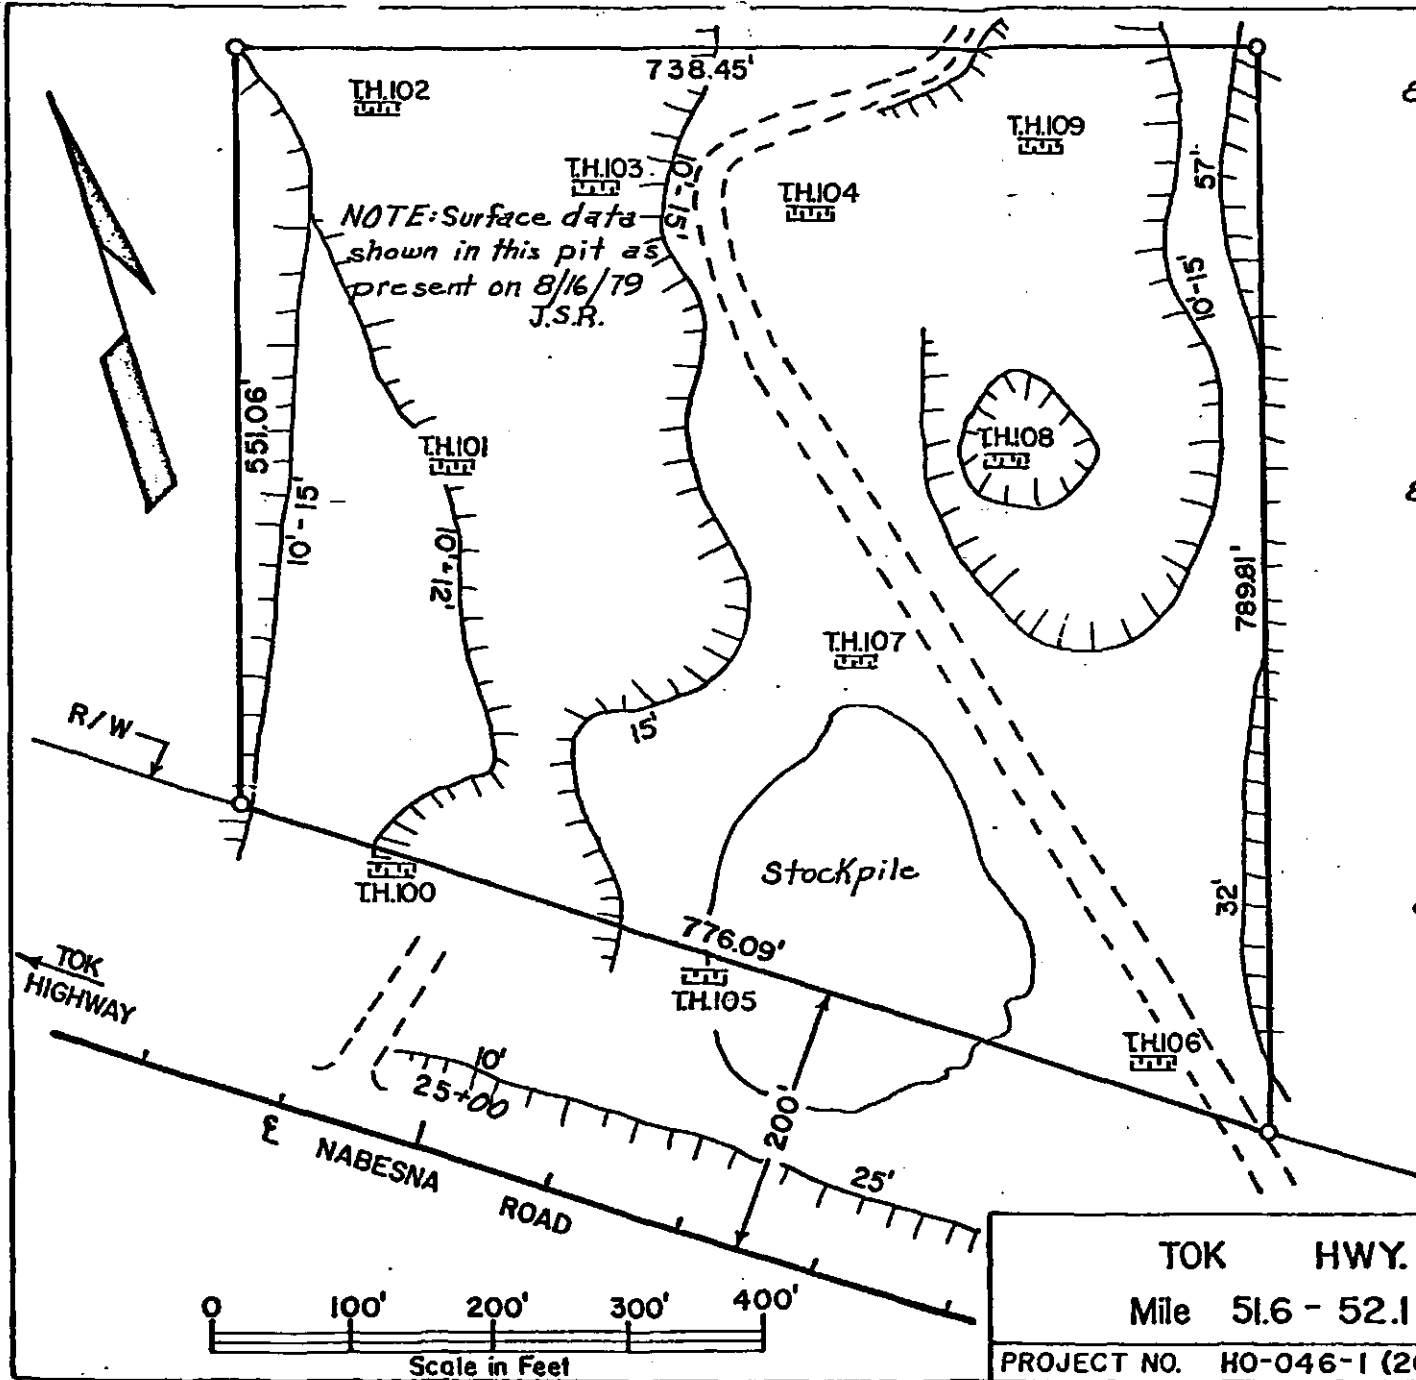 738.45'
T.H.102
T.H.109
T.H.103
10'-15'
T.H.104
57'
NOTE: Surface data
shown in this pit as
present on 8/16/79
J.S.R.
10'-15'
551.06'
T.H.101
T.H.108
10'-15'
10'-12'
789.81'
T.H.107
R/W
15'
Stockpile
32'
T.H.100
776.09'
TOK
HIGHWAY
T.H.105
T.H.106
10'
25+00
200'
℄ NABESNA ROAD
25'
TOK HWY.
Mile 51.6 - 52.1
0 100' 200' 300' 400'
Scale in Feet
PROJECT NO. HO-046-1